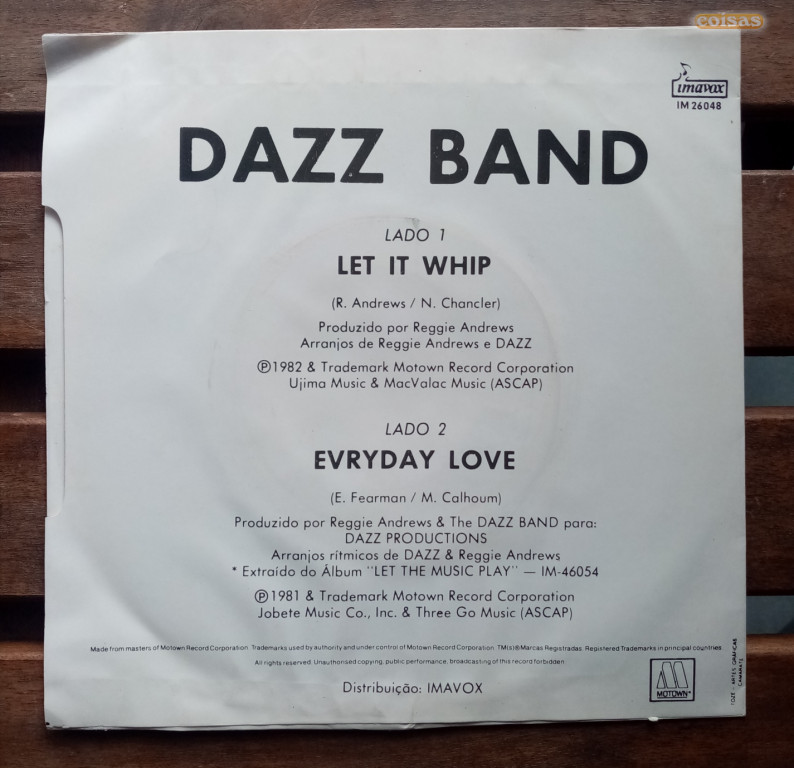 coisas
imavox
IM 26048
DAZZ BAND
LADO 1
LET IT WHIP
(R. Andrews / N. Chancler)
Produzido por Reggie Andrews
Arranjos de Reggie Andrews e DAZZ
Ⓟ1982 & Trademark Motown Record Corporation
Ujima Music & MacValac Music (ASCAP)
LADO 2
EVRYDAY LOVE
(E. Fearman / M. Calhoum)
Produzido por Reggie Andrews & The DAZZ BAND para:
DAZZ PRODUCTIONS
Arranjos rítmicos de DAZZ & Reggie Andrews
* Extraído do Álbum "LET THE MUSIC PLAY" — IM-46054
Ⓟ1981 & Trademark Motown Record Corporation
Jobete Music Co., Inc. & Three Go Music (ASCAP)
Made from masters of Motown Record Corporation. Trademarks used by authority and under control of Motown Record Corporation. TM(s)®Marcas Registradas. Registered Trademarks in principal countries.
All rights reserved. Unauthorised copying, public performance, broadcasting of this record forbidden.
Distribuição: IMAVOX
M
MOTOWN®
ARTES GRÁFICAS
CAMARATE